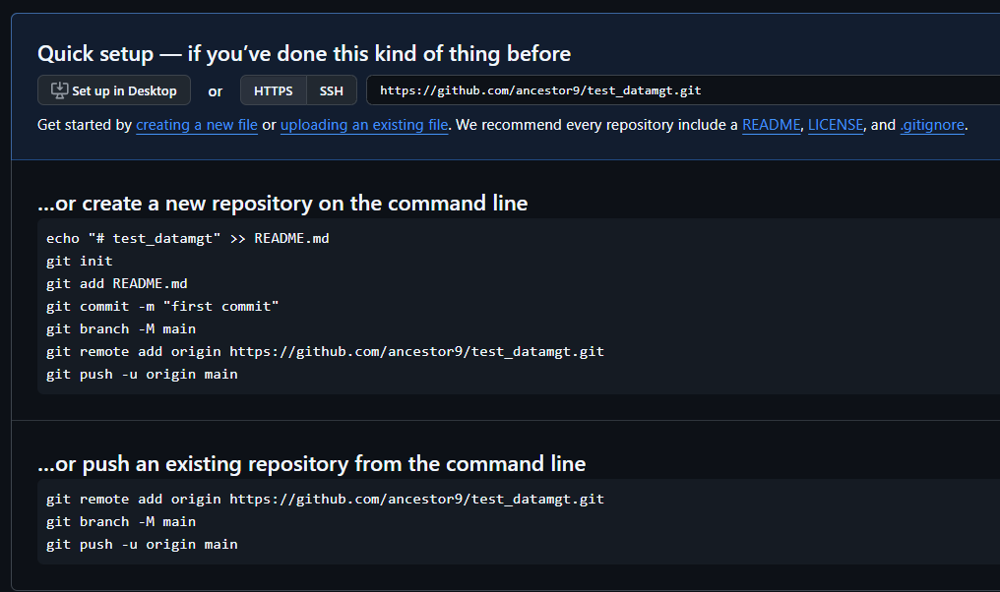 Quick setup — if you’ve done this kind of thing before
Set up in Desktop or HTTPS SSH https://github.com/ancestor9/test_datamgt.git
Get started by creating a new file or uploading an existing file. We recommend every repository include a README, LICENSE, and .gitignore.
…or create a new repository on the command line
echo "# test_datamgt" >> README.md
git init
git add README.md
git commit -m "first commit"
git branch -M main
git remote add origin https://github.com/ancestor9/test_datamgt.git
git push -u origin main
…or push an existing repository from the command line
git remote add origin https://github.com/ancestor9/test_datamgt.git
git branch -M main
git push -u origin main